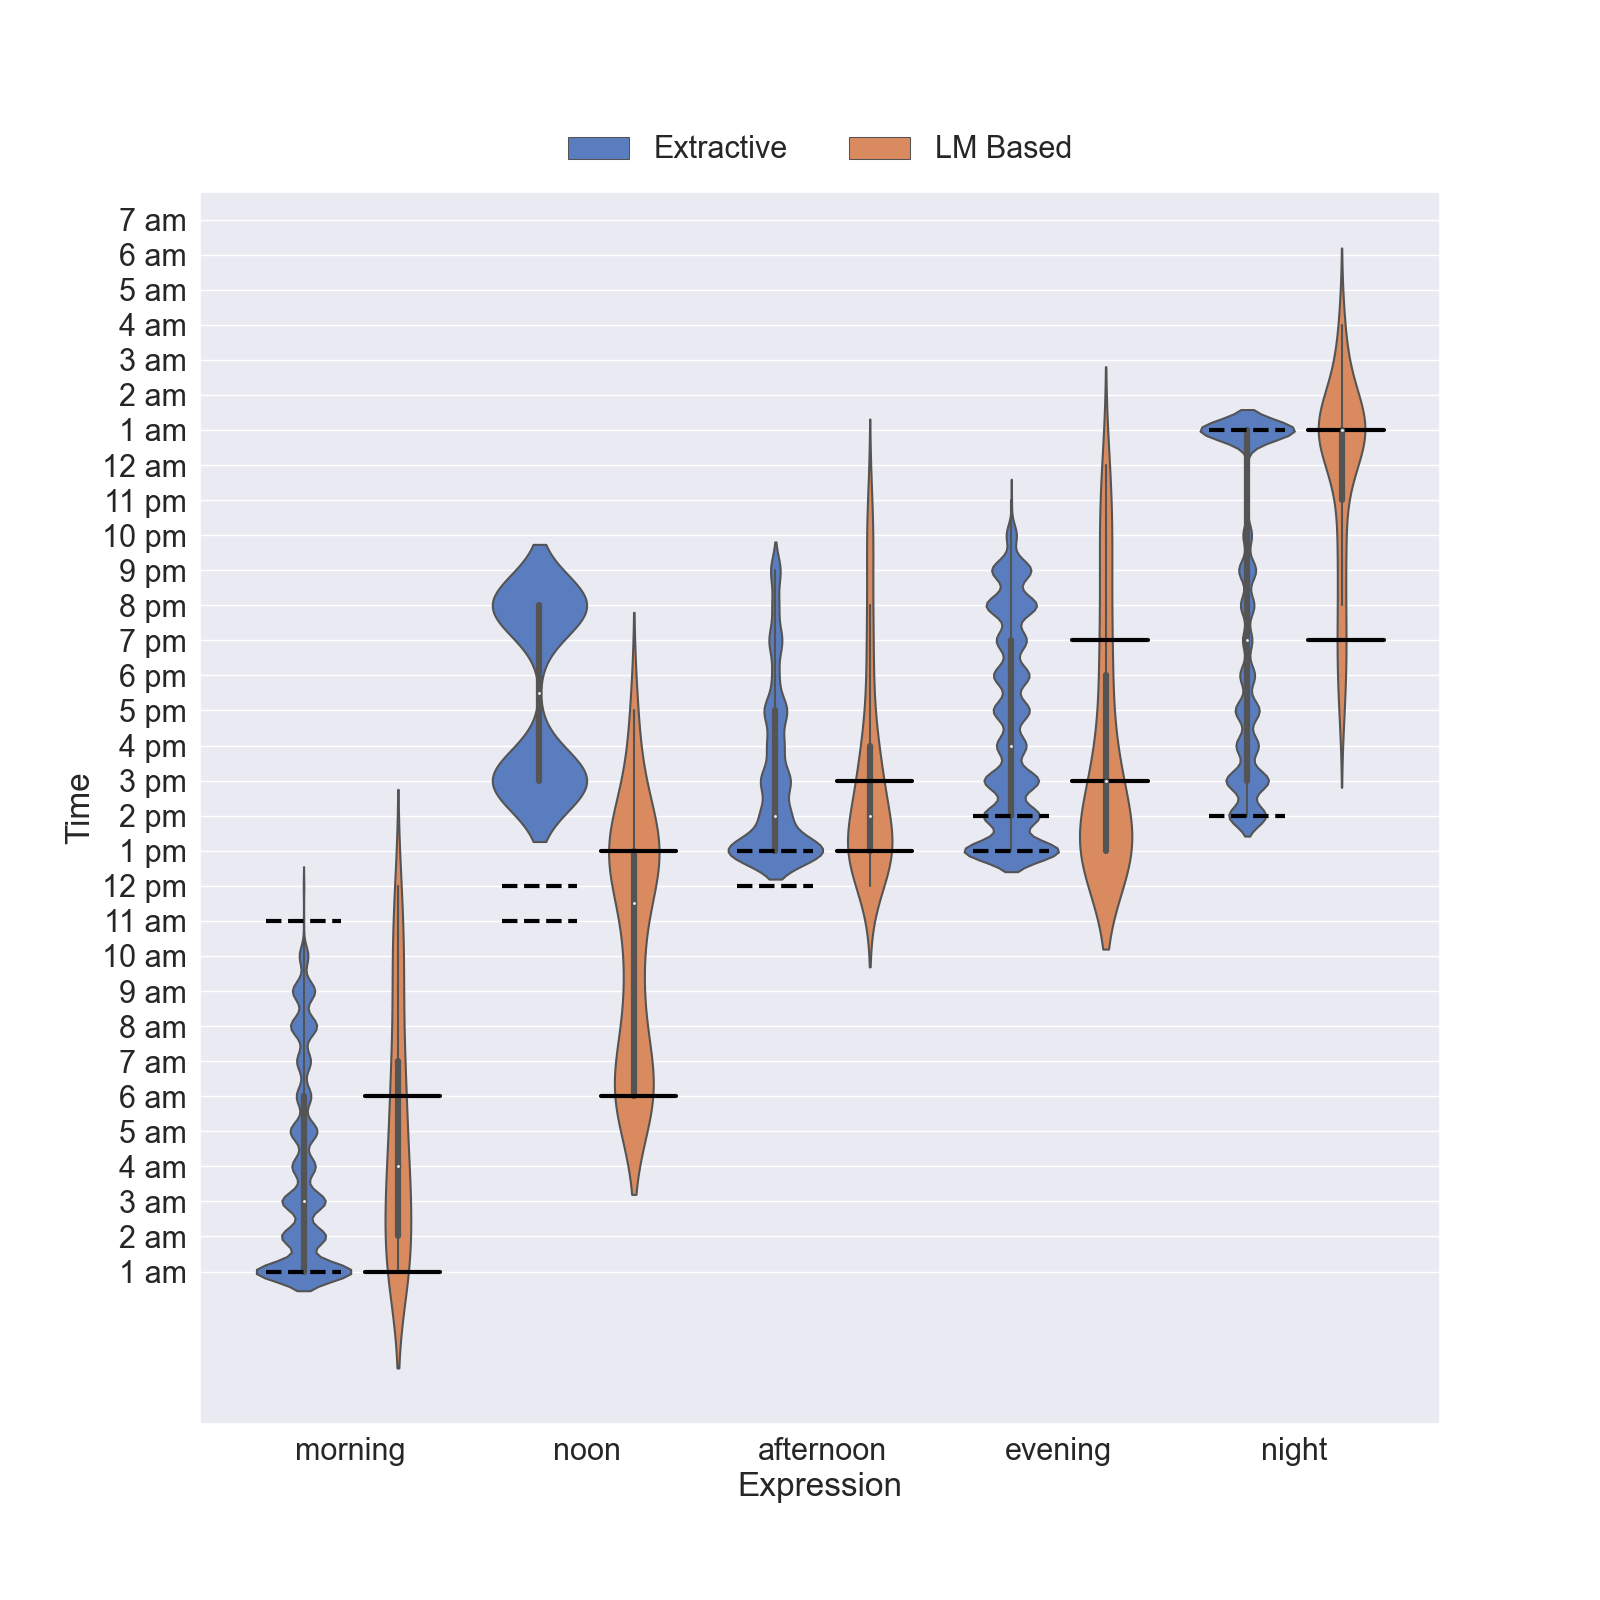 Extractive
LM Based
7 am
6 am
5 am
4 am
3 am
2 am
1 am
12 am
11 pm
10 pm
9 pm
8 pm
7 pm
6 pm
5 pm
4 pm
3 pm
2 pm
1 pm
12 pm
11 am
10 am
9 am
8 am
7 am
6 am
5 am
4 am
3 am
2 am
1 am
Time
morning
noon
afternoon
evening
night
Expression